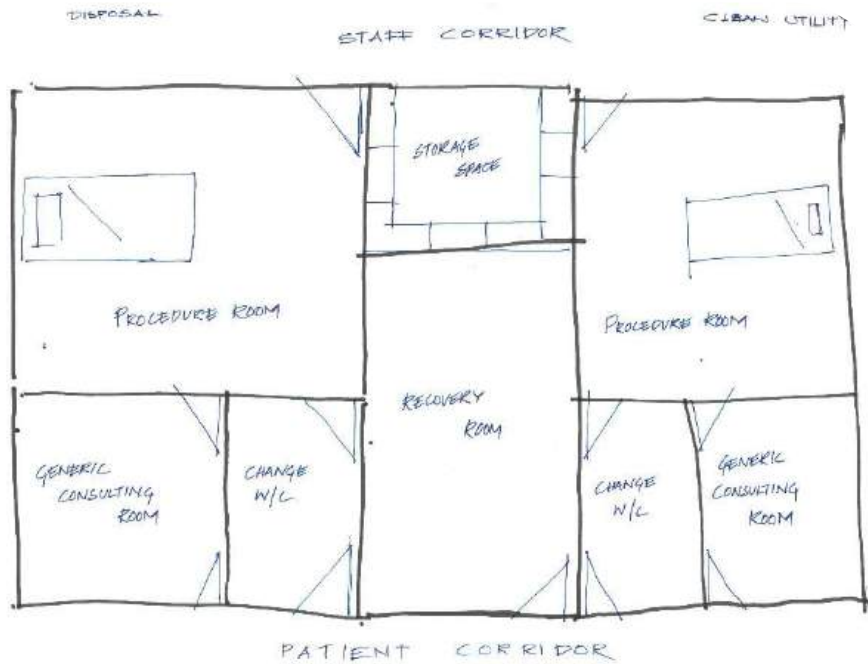 DISPOSAL
STAFF CORRIDOR
CLEAN UTILITY
STORAGE
SPACE
PROCEDURE ROOM
PROCEDURE ROOM
RECOVERY
ROOM
GENERIC
CONSULTING
ROOM
CHANGE
W/C
CHANGE
W/C
GENERIC
CONSULTING
ROOM
PATIENT CORRIDOR